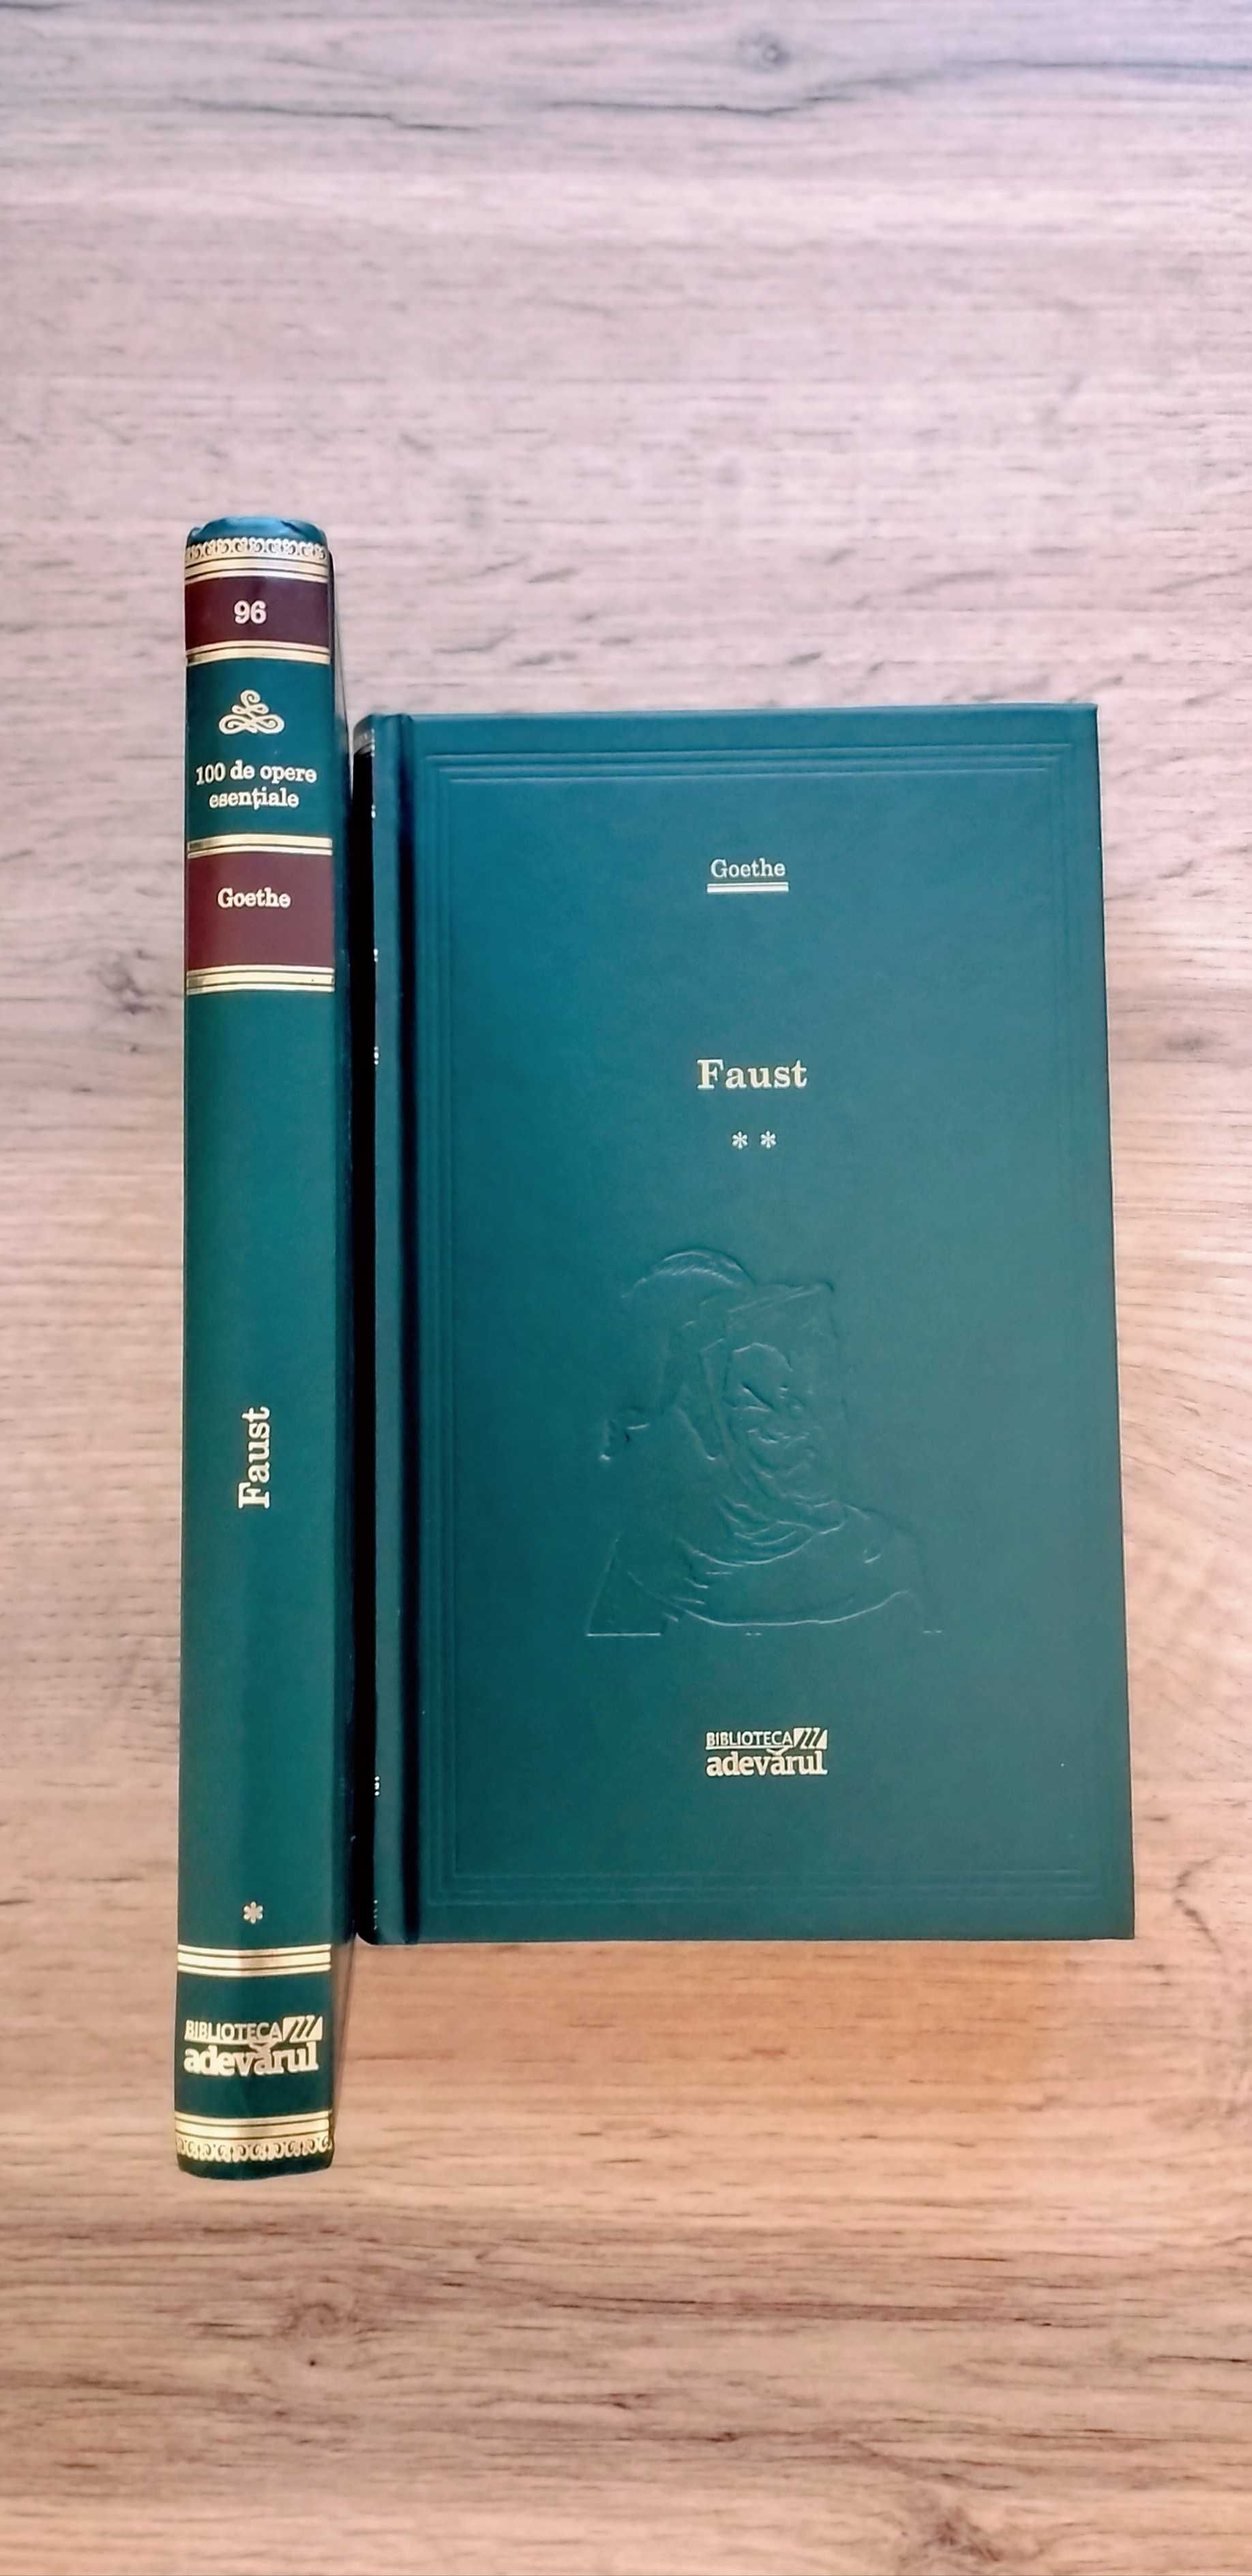 96
100 de opere
esențiale
Goethe
Faust
*
BIBLIOTECA
adevărul
Goethe
Faust
* *
BIBLIOTECA
adevărul